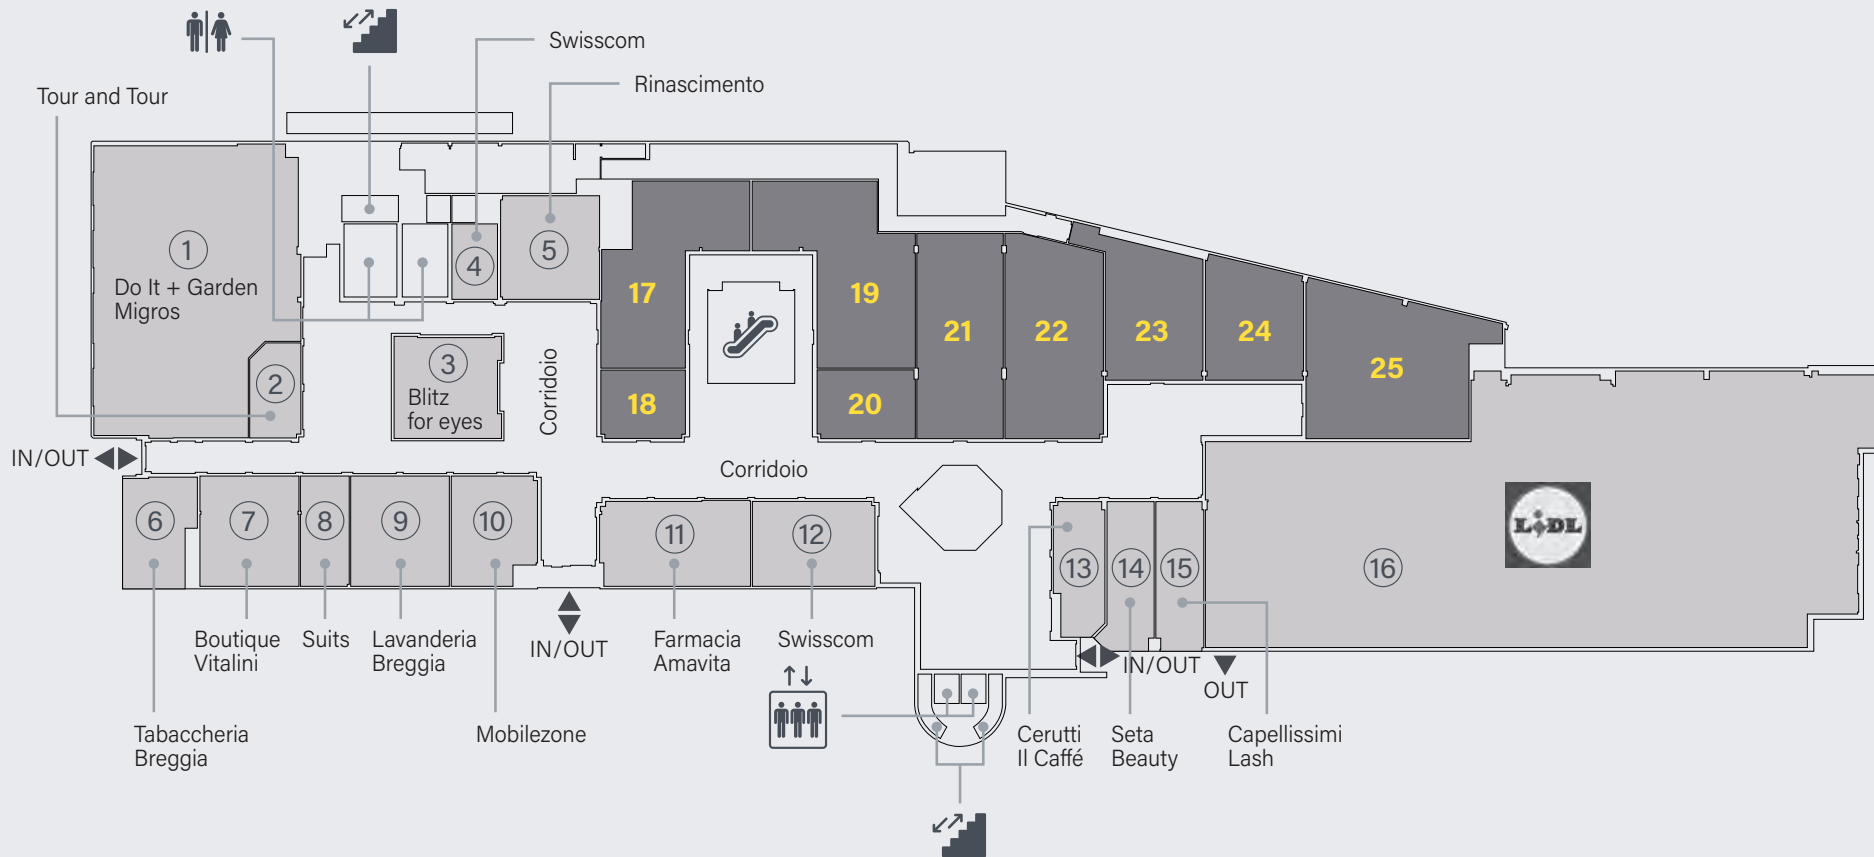 Swisscom
Rinascimento
Tour and Tour
1
Do It + Garden
Migros
2
3
Blitz
for eyes
4
5
Corridoio
17
18
19
20
21
22
23
24
25
IN/OUT
Corridoio
6
7
8
9
10
11
12
13
14
15
16
LIDL
Boutique
Vitalini
Suits
Lavanderia
Breggia
IN/OUT
Farmacia
Amavita
Swisscom
IN/OUT
OUT
Tabaccheria
Breggia
Mobilezone
Cerutti
Il Caffé
Seta
Beauty
Capellissimi
Lash